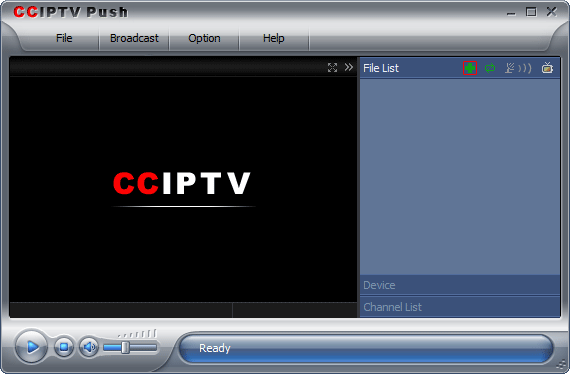 CCIPTV Push
File Broadcast Option Help
File List
CCIPTV
Device
Channel List
Ready